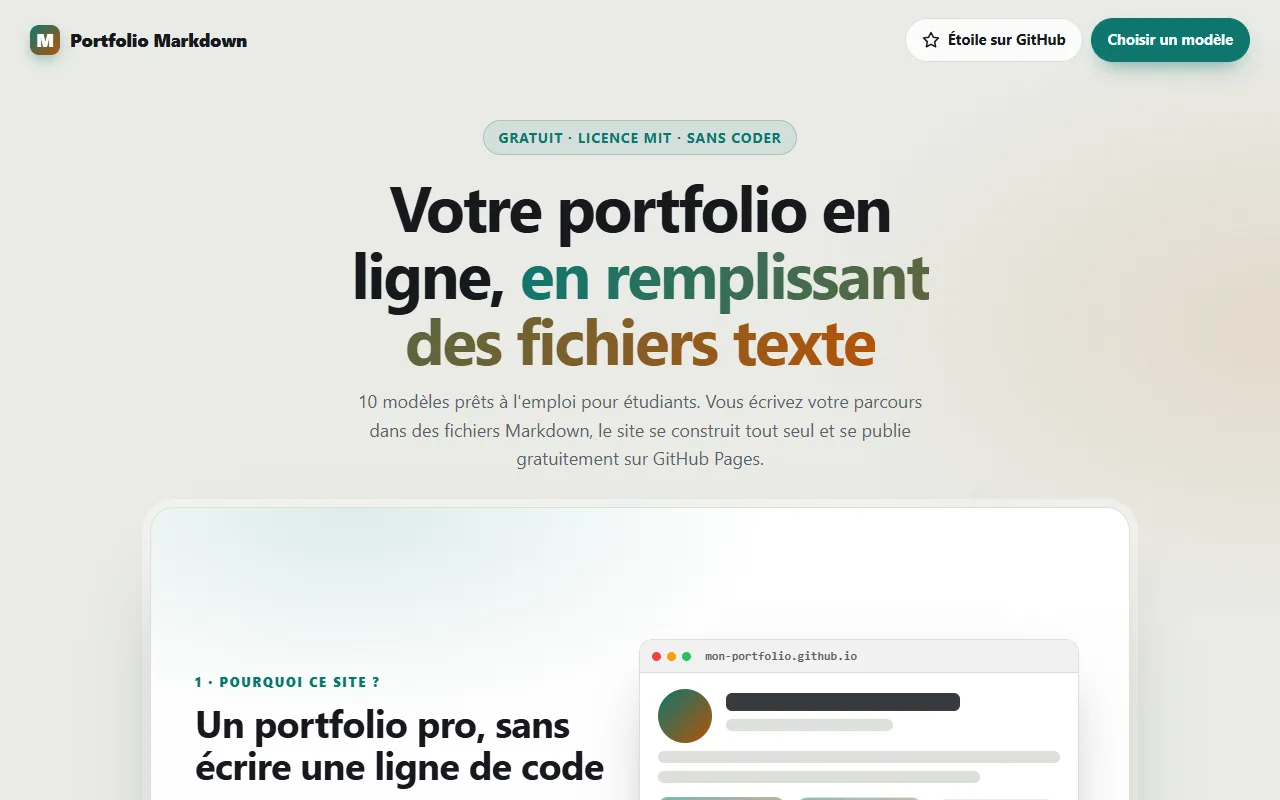 M Portfolio Markdown
Étoile sur GitHub
Choisir un modèle
GRATUIT · LICENCE MIT · SANS CODER
Votre portfolio en
ligne, en remplissant
des fichiers texte
10 modèles prêts à l'emploi pour étudiants. Vous écrivez votre parcours
dans des fichiers Markdown, le site se construit tout seul et se publie
gratuitement sur GitHub Pages.
1 · POURQUOI CE SITE ?
Un portfolio pro, sans
écrire une ligne de code
mon-portfolio.github.io